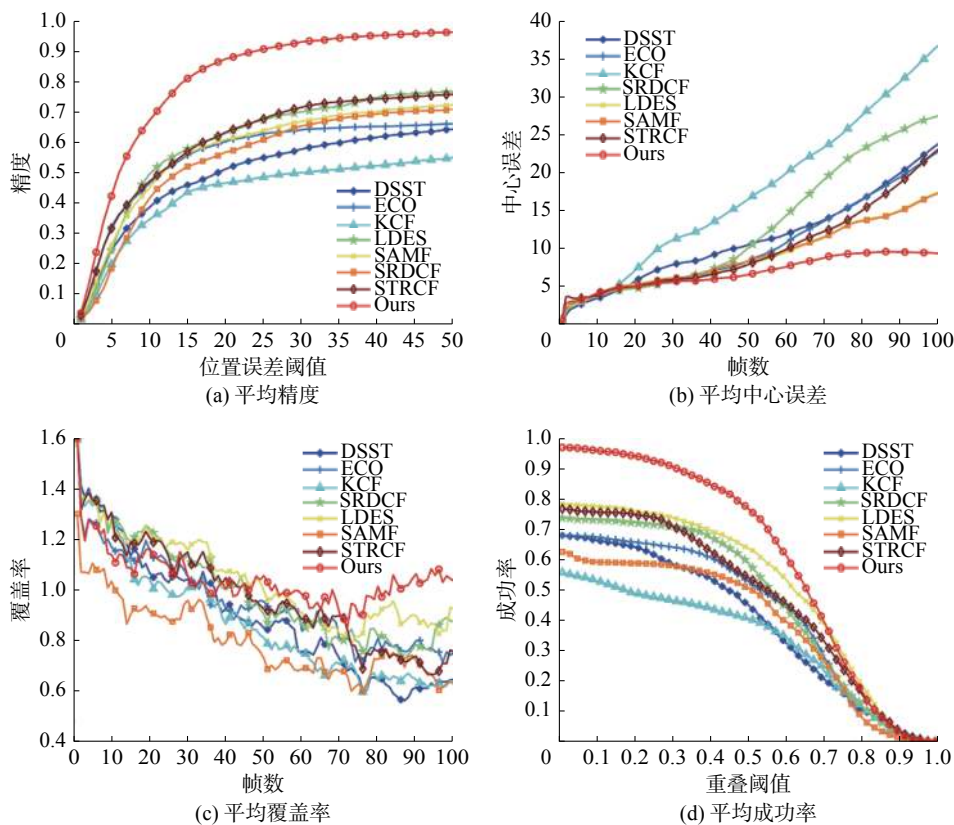 1.0
0.9
0.8
0.7
0.6
0.5
0.4
0.3
0.2
0.1
0 5 10 15 20 25 30 35 40 45 50
精度
位置误差阈值
DSST
ECO
KCF
LDES
SAMF
SRDCF
STRCF
Ours
(a) 平均精度
40
35
30
25
20
15
10
5
0 10 20 30 40 50 60 70 80 90 100
中心误差
帧数
DSST
ECO
KCF
SRDCF
LDES
SAMF
STRCF
Ours
(b) 平均中心误差
1.6
1.4
1.2
1.0
0.8
0.6
0.4
0 10 20 30 40 50 60 70 80 90 100
覆盖率
帧数
DSST
ECO
KCF
SRDCF
LDES
SAMF
STRCF
Ours
(c) 平均覆盖率
1.0
0.9
0.8
0.7
0.6
0.5
0.4
0.3
0.2
0.1
0 0.1 0.2 0.3 0.4 0.5 0.6 0.7 0.8 0.9 1.0
成功率
重叠阈值
DSST
ECO
KCF
SRDCF
LDES
SAMF
STRCF
Ours
(d) 平均成功率